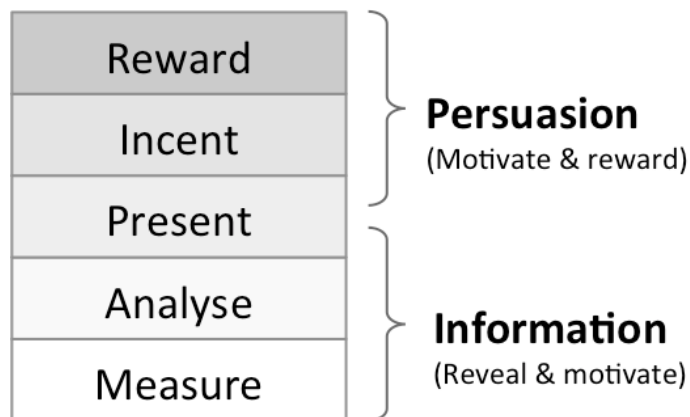 Reward
Incent
Present
Analyse
Measure
Persuasion
(Motivate & reward)
Information
(Reveal & motivate)